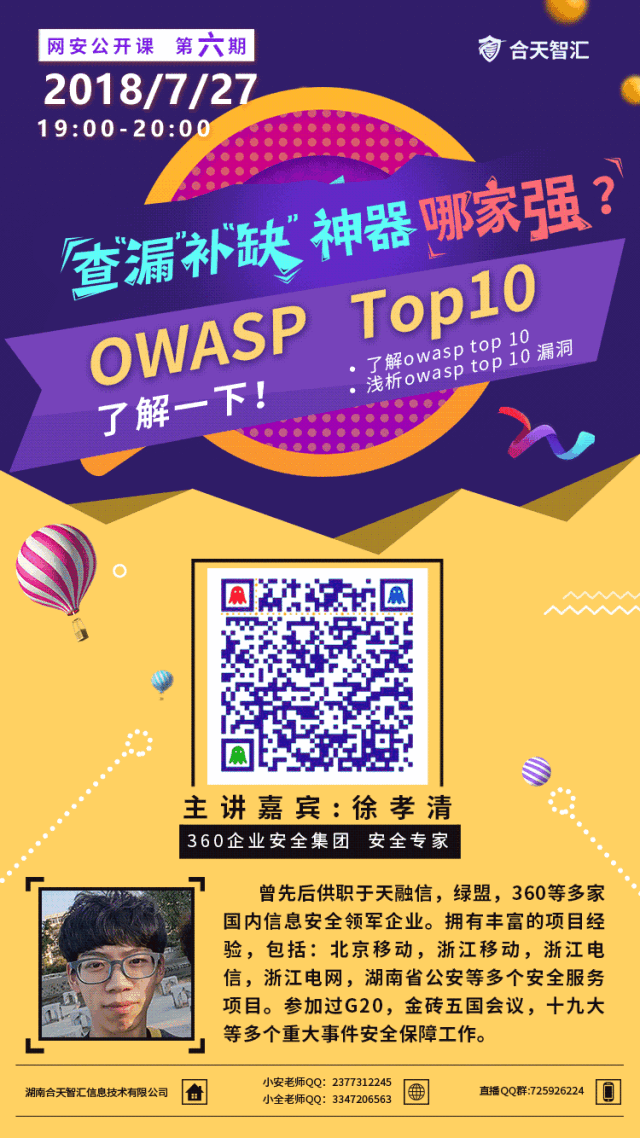 网安公开课 第六期
合天智汇
2018/7/27
19:00-20:00
“查”“漏”补“缺”神器哪家强?
OWASP Top10
了解一下!
• 了解owasp top 10
• 浅析owasp top 10 漏洞
主讲嘉宾:徐孝清
360企业安全集团 安全专家
曾先后供职于天融信，绿盟，360等多家
国内信息安全领军企业。拥有丰富的项目经
验，包括：北京移动，浙江移动，浙江电
信，浙江电网，湖南省公安等多个安全服务
项目。参加过G20，金砖五国会议，十九大
等多个重大事件安全保障工作。
湖南合天智汇信息技术有限公司
小安老师QQ：2377312245
小全老师QQ：3347206563
直播QQ群:725926224